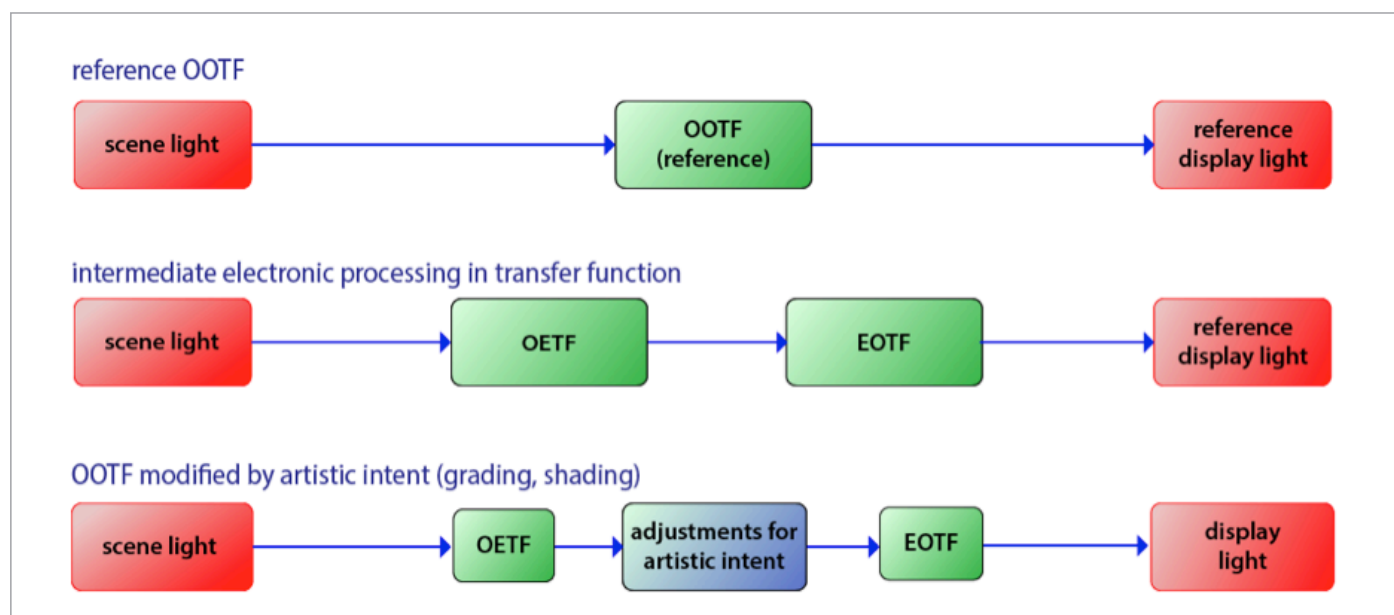 reference OOTF
scene light
OOTF
(reference)
reference
display light
intermediate electronic processing in transfer function
scene light
OETF
EOTF
reference
display light
OOTF modified by artistic intent (grading, shading)
scene light
OETF
adjustments for
artistic intent
EOTF
display
light